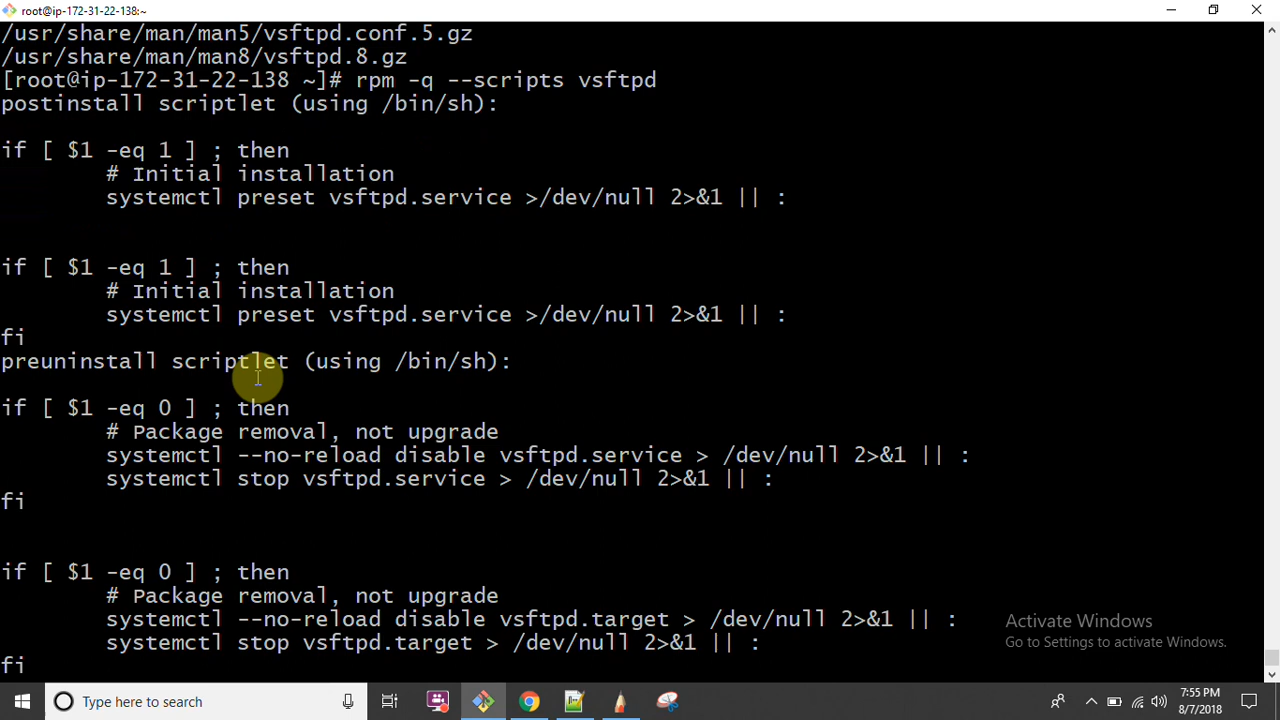 root@ip-172-31-22-138:~
/usr/share/man/man5/vsftpd.conf.5.gz
/usr/share/man/man8/vsftpd.8.gz
[root@ip-172-31-22-138 ~]# rpm -q --scripts vsftpd
postinstall scriptlet (using /bin/sh):
if [ $1 -eq 1 ] ; then
        # Initial installation
        systemctl preset vsftpd.service >/dev/null 2>&1 || :
if [ $1 -eq 1 ] ; then
        # Initial installation
        systemctl preset vsftpd.service >/dev/null 2>&1 || :
fi
preuninstall scriptlet (using /bin/sh):
if [ $1 -eq 0 ] ; then
        # Package removal, not upgrade
        systemctl --no-reload disable vsftpd.service > /dev/null 2>&1 || :
        systemctl stop vsftpd.service > /dev/null 2>&1 || :
fi
if [ $1 -eq 0 ] ; then
        # Package removal, not upgrade
        systemctl --no-reload disable vsftpd.target > /dev/null 2>&1 || :
        systemctl stop vsftpd.target > /dev/null 2>&1 || :
fi
Activate Windows
Go to Settings to activate Windows.
Type here to search
7:55 PM
8/7/2018